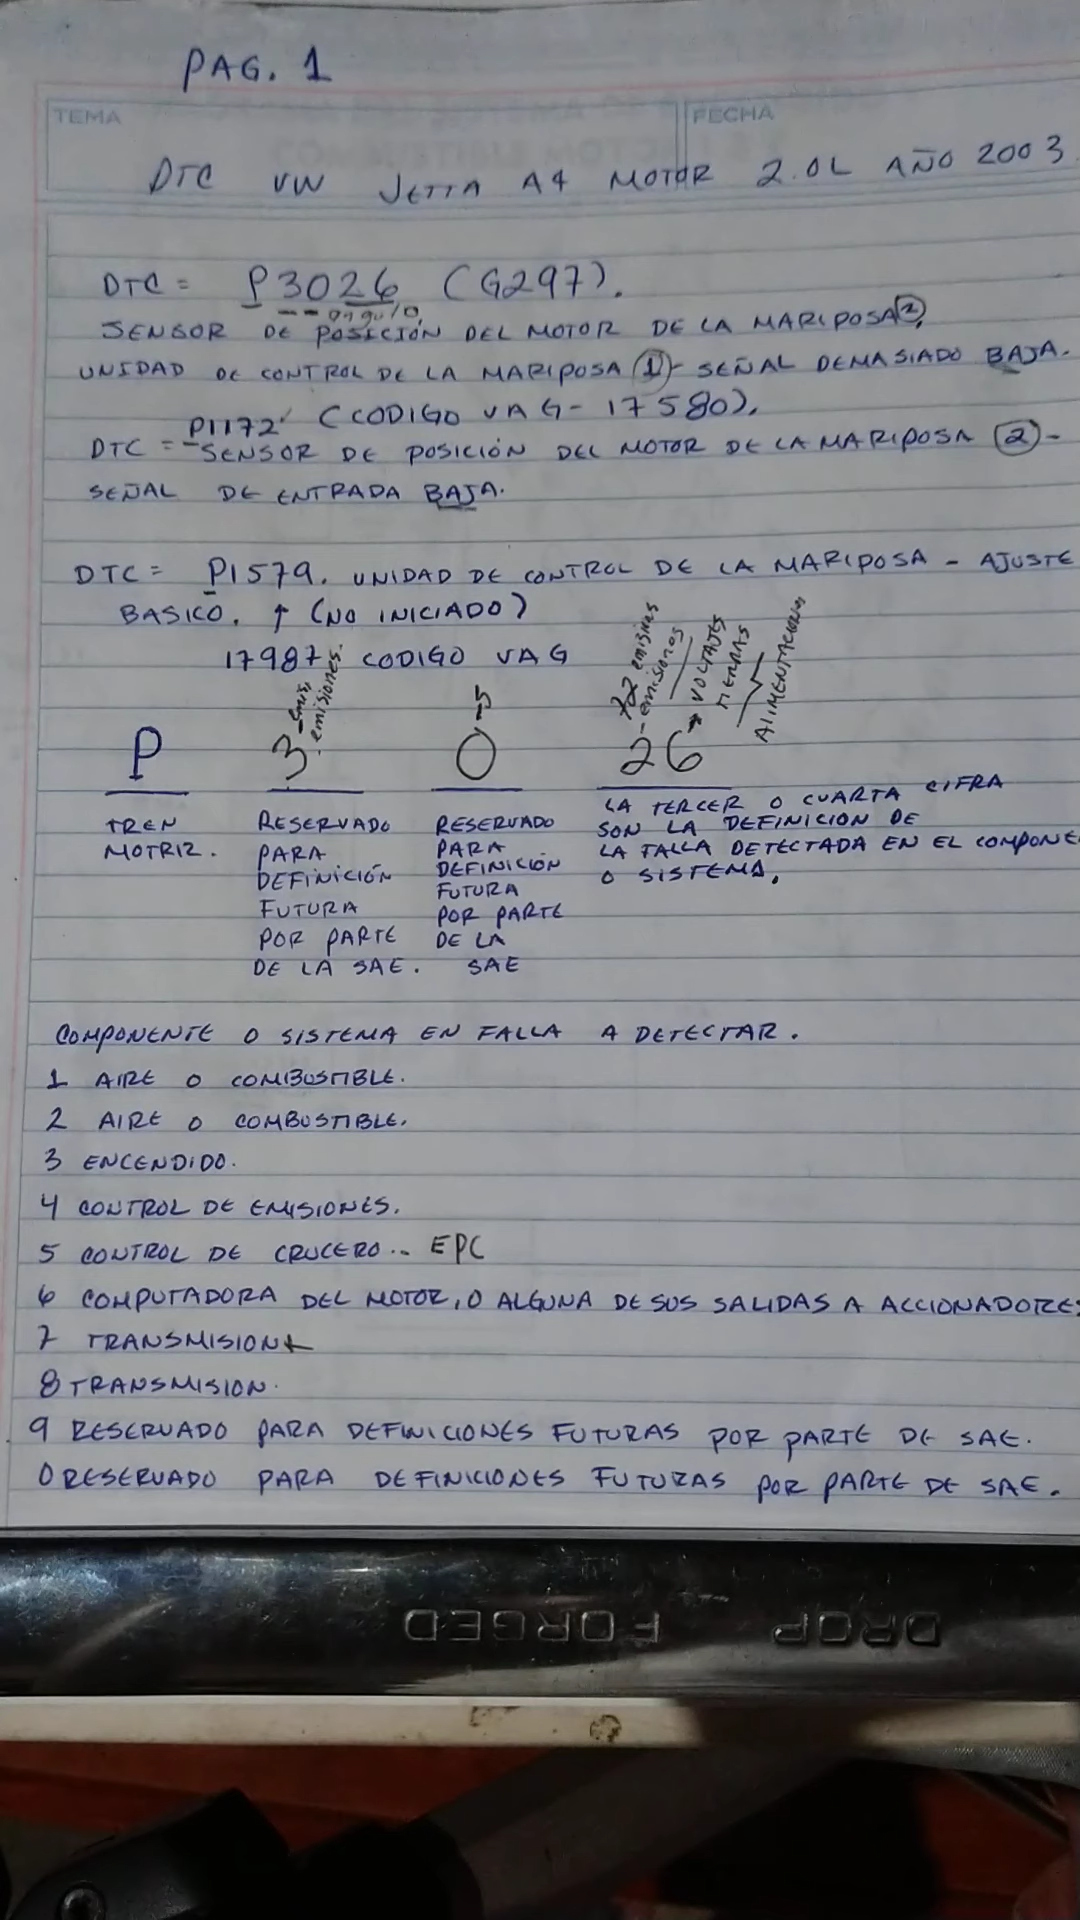 PAG. 1
TEMA
FECHA
DTC VW JETTA A4 MOTOR 2.0L AÑO 2003
DTC = P3026 (G297).
angulo
SENSOR DE POSICIÓN DEL MOTOR DE LA MARIPOSA 2,
UNIDAD DE CONTROL DE LA MARIPOSA 1 - SEÑAL DEMASIADO BAJA.
P1172 (CODIGO VAG - 17580).
DTC = SENSOR DE POSICIÓN DEL MOTOR DE LA MARIPOSA 2 -
SEÑAL DE ENTRADA BAJA.
DTC = P1579. UNIDAD DE CONTROL DE LA MARIPOSA - AJUSTE
BASICO. ↑ (NO INICIADO)
17987 CODIGO VAG
P 3 0 26
- emis.
- emisiones.
-5
emisiones
VOLTAJES
TIERRAS
ALIMENTACIONES
TREN
MOTRIZ.
RESERVADO
PARA
DEFINICIÓN
FUTURA
POR PARTE
DE LA SAE.
RESERVADO
PARA
DEFINICIÓN
FUTURA
POR PARTE
DE LA
SAE
LA TERCER O CUARTA CIFRA
SON LA DEFINICION DE
LA FALLA DETECTADA EN EL COMPONE
O SISTEMA.
COMPONENTE O SISTEMA EN FALLA A DETECTAR.
1 AIRE O COMBUSTIBLE.
2 AIRE O COMBUSTIBLE.
3 ENCENDIDO.
4 CONTROL DE EMISIONES.
5 CONTROL DE CRUCERO.. EPC
6 COMPUTADORA DEL MOTOR, O ALGUNA DE SUS SALIDAS A ACCIONADORES
7 TRANSMISION
8 TRANSMISION.
9 RESERVADO PARA DEFINICIONES FUTURAS POR PARTE DE SAE.
0 RESERVADO PARA DEFINICIONES FUTURAS POR PARTE DE SAE.
DROP FORGED